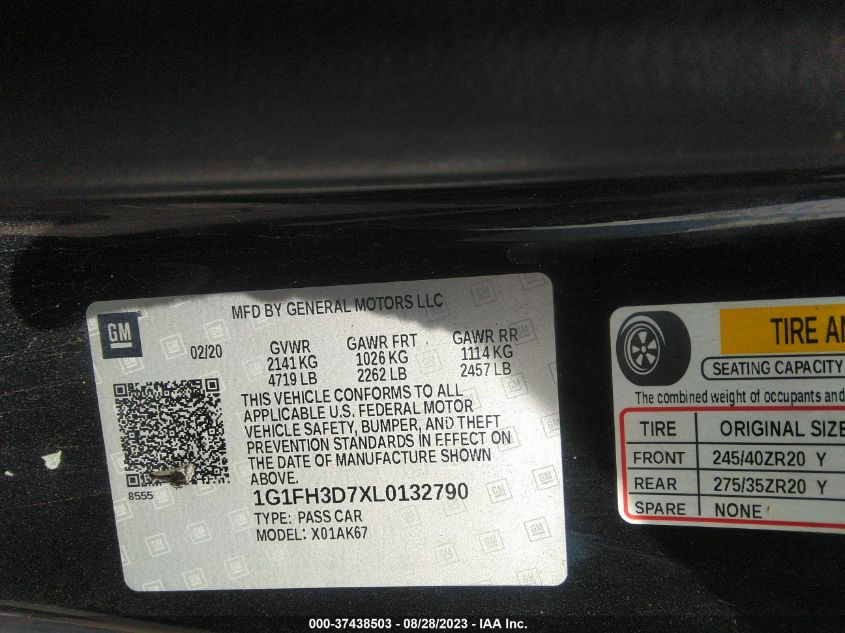 MFD BY GENERAL MOTORS LLC
GM
02/20
GVWR GAWR FRT GAWR RR
2141 KG 1026 KG 1114 KG
4719 LB 2262 LB 2457 LB
THIS VEHICLE CONFORMS TO ALL
APPLICABLE U.S. FEDERAL MOTOR
VEHICLE SAFETY, BUMPER, AND THEFT
PREVENTION STANDARDS IN EFFECT ON
THE DATE OF MANUFACTURE SHOWN
ABOVE.
8555
1G1FH3D7XL0132790
TYPE: PASS CAR
MODEL: X01AK67
TIRE AN
SEATING CAPACITY
The combined weight of occupants and
TIRE ORIGINAL SIZE
FRONT 245/40ZR20 Y
REAR 275/35ZR20 Y
SPARE NONE
000-37438503 - 08/28/2023 - IAA Inc.